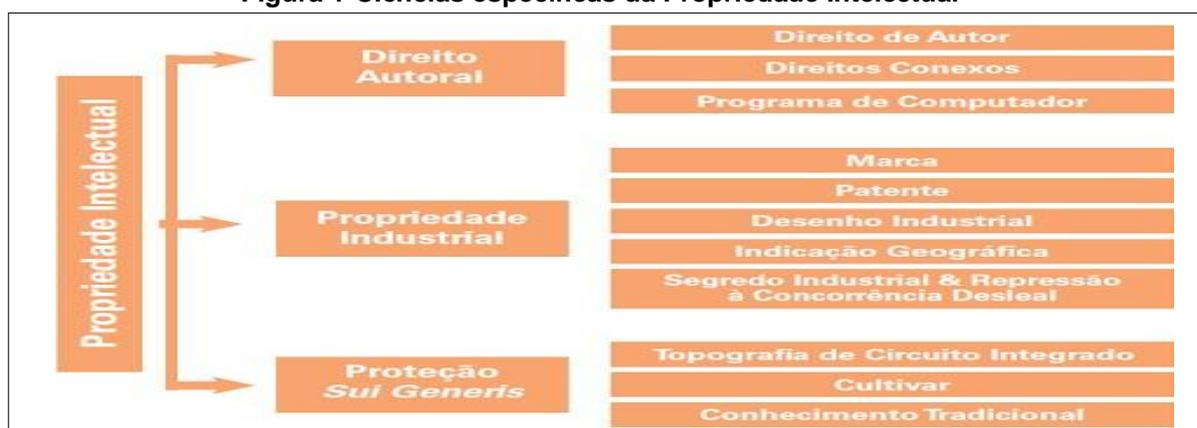 Figura 1 Ciências específicas da Propriedade Intelectual
Propriedade Intelectual
Direito
Autoral
Direito de Autor
Direitos Conexos
Programa de Computador
Propriedade
Industrial
Marca
Patente
Desenho Industrial
Indicação Geográfica
Segredo Industrial & Repressão
à Concorrência Desleal
Proteção
Sui Generis
Topografia de Circuito Integrado
Cultivar
Conhecimento Tradicional